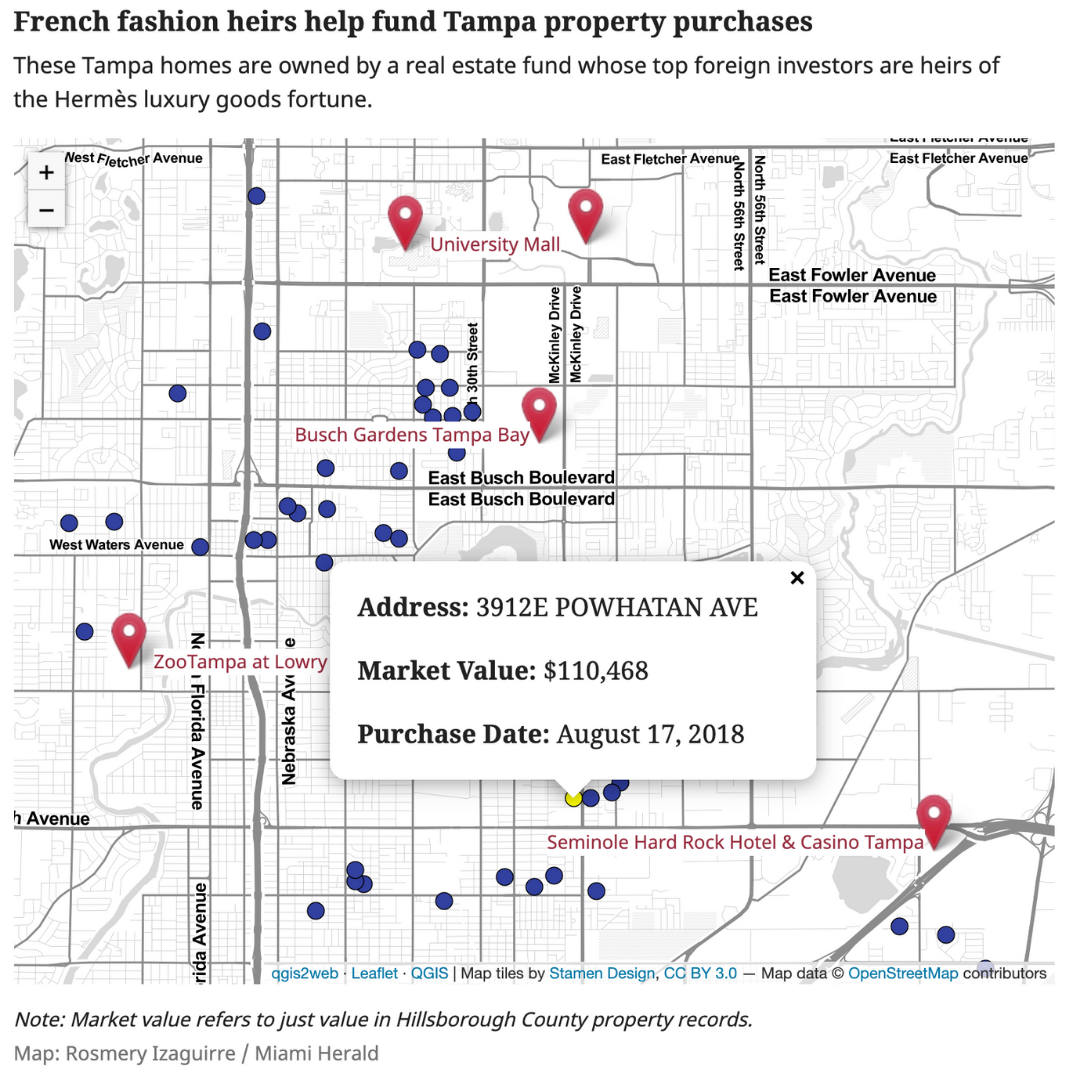 French fashion heirs help fund Tampa property purchases
These Tampa homes are owned by a real estate fund whose top foreign investors are heirs of
the Hermès luxury goods fortune.
East Fletcher Avenue
+
−
West Fletcher Avenue
East Fletcher Avenue
East Fletcher Avenue
North 56th Street
North 56th Street
University Mall
East Fowler Avenue
East Fowler Avenue
McKinley Drive
McKinley Drive
30th Street
Busch Gardens Tampa Bay
East Busch Boulevard
East Busch Boulevard
West Waters Avenue
×
Address: 3912E POWHATAN AVE
Market Value: $110,468
Purchase Date: August 17, 2018
ZooTampa at Lowry
Florida Avenue
Nebraska Ave
h Avenue
Seminole Hard Rock Hotel & Casino Tampa
rida Avenue
qgis2web · Leaflet · QGIS | Map tiles by Stamen Design, CC BY 3.0 — Map data © OpenStreetMap contributors
Note: Market value refers to just value in Hillsborough County property records.
Map: Rosmery Izaguirre / Miami Herald